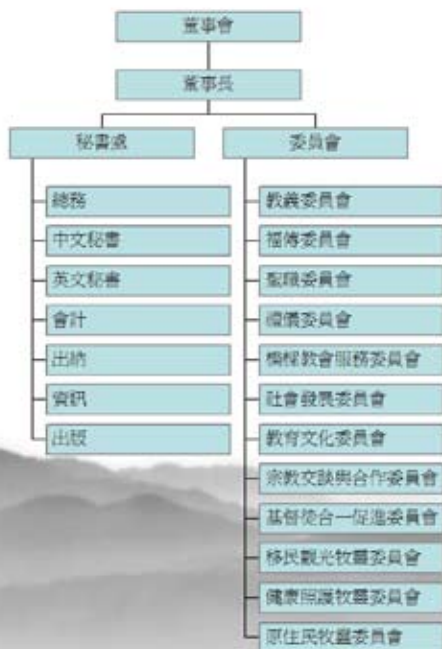 董事會
董事長
秘書處
委員會
總務
中文秘書
英文秘書
會計
出納
資訊
出版
教義委員會
福傳委員會
聖職委員會
禮儀委員會
橋樑教會服務委員會
社會發展委員會
教育文化委員會
宗教交談與合作委員會
基督徒合一促進委員會
移民觀光牧靈委員會
健康照護牧靈委員會
原住民牧靈委員會